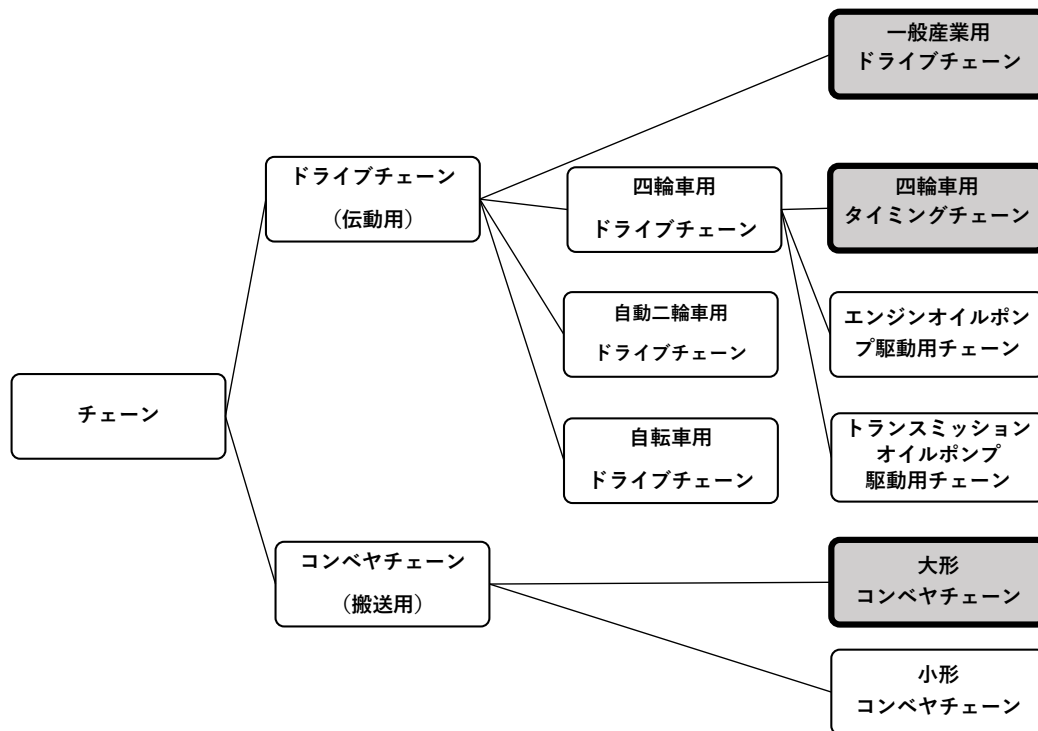 一般産業用
ドライブチェーン
ドライブチェーン
（伝動用）
四輪車用
ドライブチェーン
四輪車用
タイミングチェーン
自動二輪車用
ドライブチェーン
エンジンオイルポン
プ駆動用チェーン
チェーン
自転車用
ドライブチェーン
トランスミッション
オイルポンプ
駆動用チェーン
コンベヤチェーン
（搬送用）
大形
コンベヤチェーン
小形
コンベヤチェーン